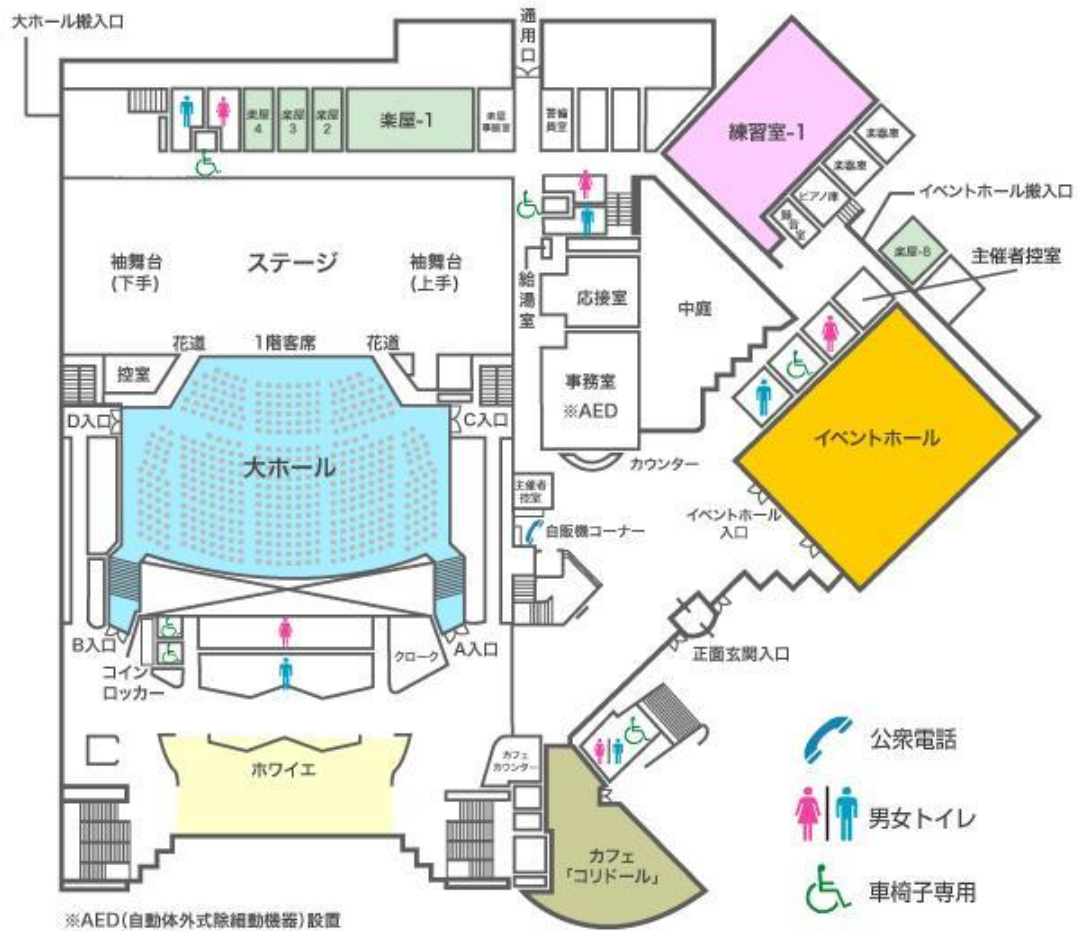 大ホール搬入口
通用口
楽屋
4
楽屋
3
楽屋
2
楽屋-1
楽屋
事務室
警備
員室
練習室-1
楽器庫
楽器庫
ピアノ庫
録音室
イベントホール搬入口
楽屋-8
主催者控室
袖舞台
(下手)
ステージ
袖舞台
(上手)
給湯室
応接室
中庭
花道
1階客席
花道
控室
事務室
※AED
D入口
C入口
大ホール
イベントホール
カウンター
主催者
控室
自販機コーナー
イベントホール
入口
B入口
A入口
クローク
コイン
ロッカー
正面玄関入口
ホワイエ
カフェ
カウンター
カフェ
「コリドール」
公衆電話
男女トイレ
車椅子専用
※AED(自動体外式除細動機器)設置